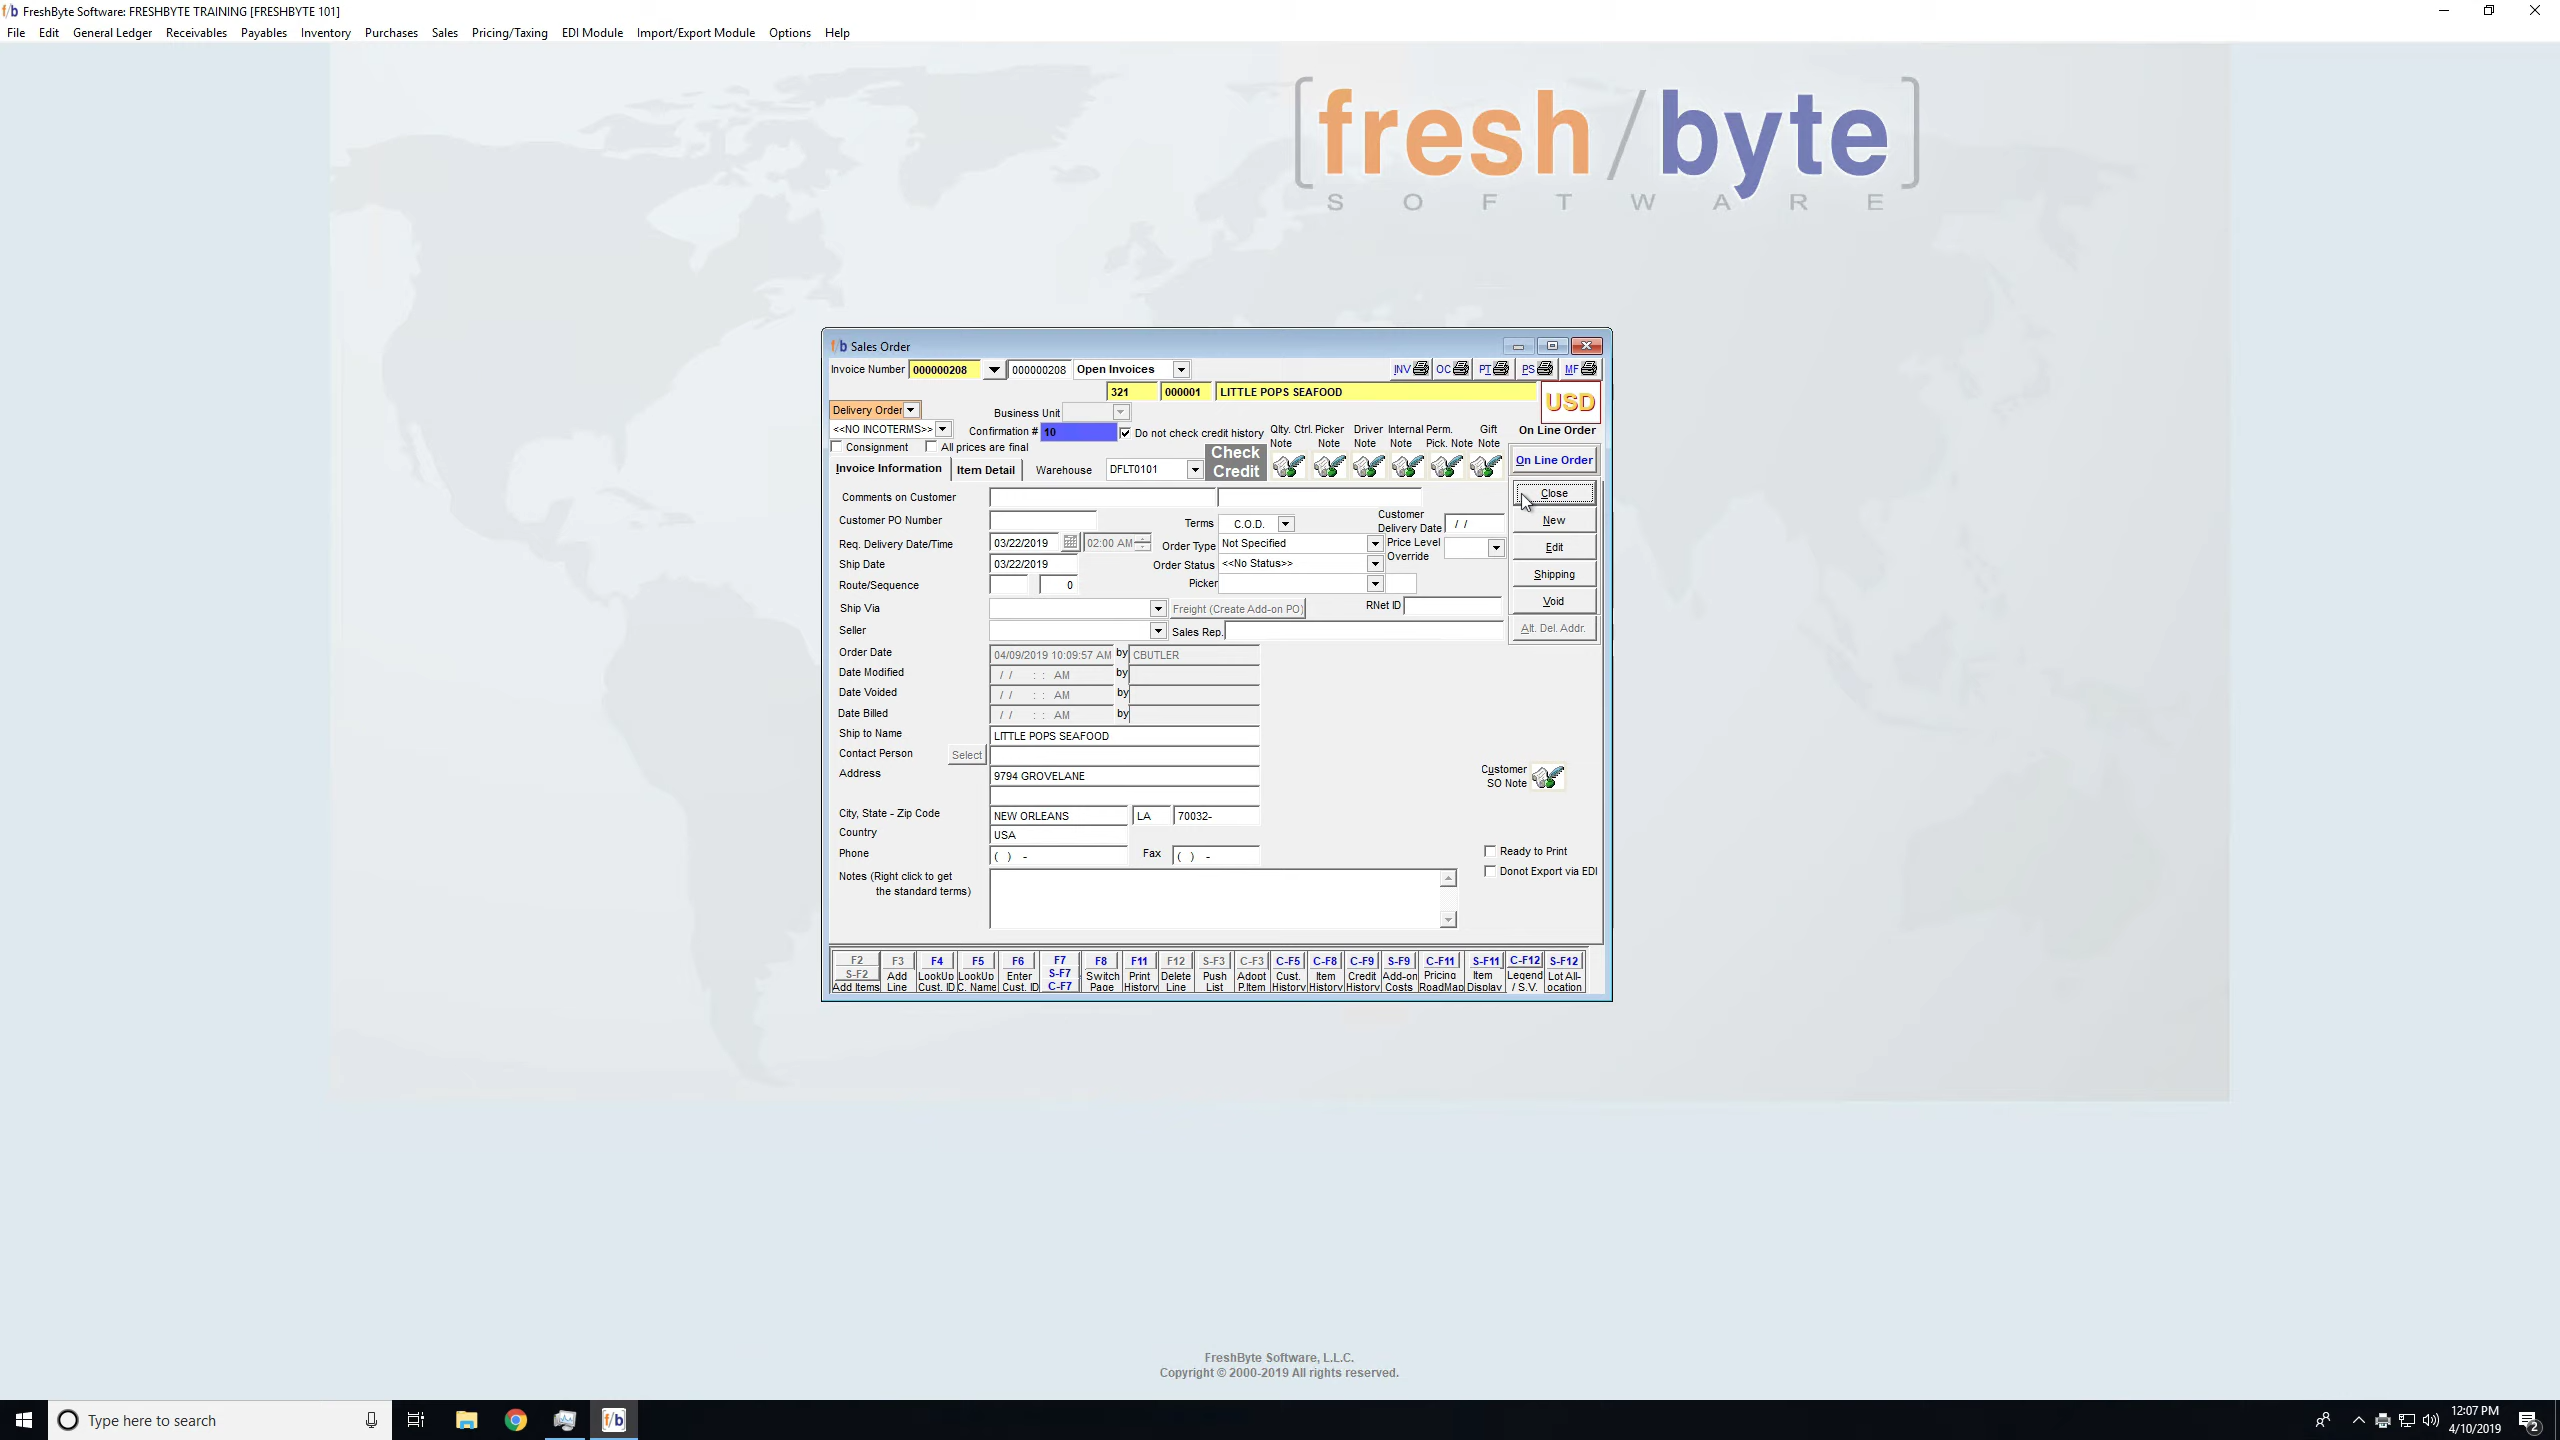 FreshByte Software: FRESHBYTE TRAINING [FRESHBYTE 101]
File Edit General Ledger Receivables Payables Inventory Purchases Sales Pricing/Taxing EDI Module Import/Export Module Options Help
[fresh/byte]
SOFTWARE
f/b Sales Order
Invoice Number 000000208 000000208 Open Invoices INV OC PT PS MF
321 000001 LITTLE POPS SEAFOOD USD
Delivery Order Business Unit
<<NO INCOTERMS>> Confirmation # 10 Do not check credit history Qlty. Ctrl. Note Picker Note Driver Note Internal Note Perm. Pick. Note Gift Note On Line Order
Consignment All prices are final
Invoice Information Item Detail Warehouse DFLT0101 Check Credit On Line Order
Comments on Customer Close
Customer PO Number Terms C.O.D. Customer Delivery Date / / New
Req. Delivery Date/Time 03/22/2019 02:00 AM Order Type Not Specified Price Level Override Edit
Ship Date 03/22/2019 Order Status <<No Status>> Shipping
Route/Sequence 0 Picker
Ship Via Freight (Create Add-on PO) RNet ID Void
Seller Sales Rep. Alt. Del. Addr.
Order Date 04/09/2019 10:09:57 AM by CBUTLER
Date Modified / / : : AM by
Date Voided / / : : AM by
Date Billed / / : : AM by
Ship to Name LITTLE POPS SEAFOOD
Contact Person Select
Address 9794 GROVELANE
Customer SO Note
City, State - Zip Code NEW ORLEANS LA 70032-
Country USA
Phone ( ) - Fax ( ) -
Ready to Print
Notes (Right click to get the standard terms) Donot Export via EDI
F2 F3 F4 F5 F6 F7 F8 F11 F12 S-F3 C-F3 C-F5 C-F8 C-F9 S-F9 C-F11 S-F11 C-F12 S-F12
S-F2 Add LookUp LookUp Enter S-F7 Switch Print Delete Push Adopt Cust. Item Credit Add-on Pricing Item Legend Lot All-
Add Items Line Cust. ID C. Name Cust. ID C-F7 Page History Line List P.Item History History History Costs RoadMap Display / S.V. ocation
FreshByte Software, L.L.C.
Copyright © 2000-2019 All rights reserved.
Type here to search f/b 12:07 PM
4/10/2019 2